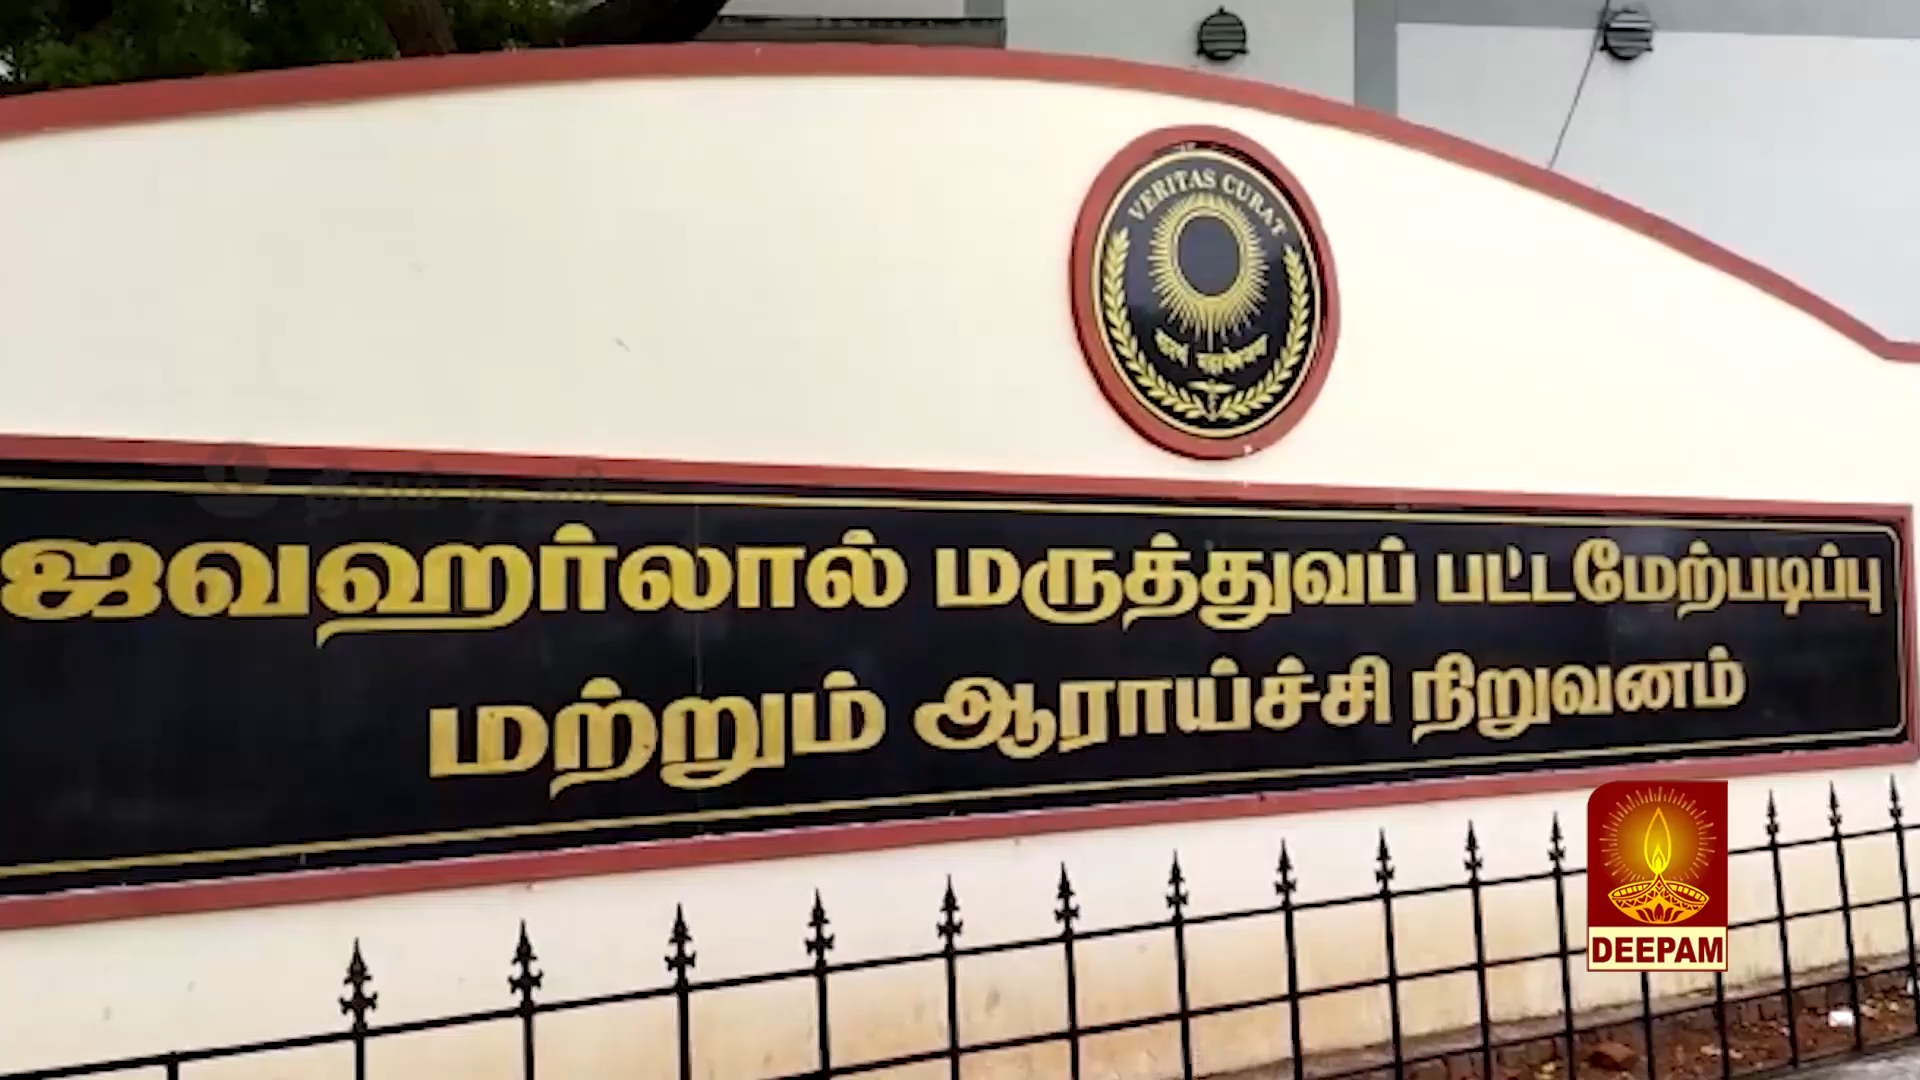 VERITAS CURAT
ஜவஹர்லால் மருத்துவப் பட்டமேற்படிப்பு
மற்றும் ஆராய்ச்சி நிறுவனம்
DEEPAM